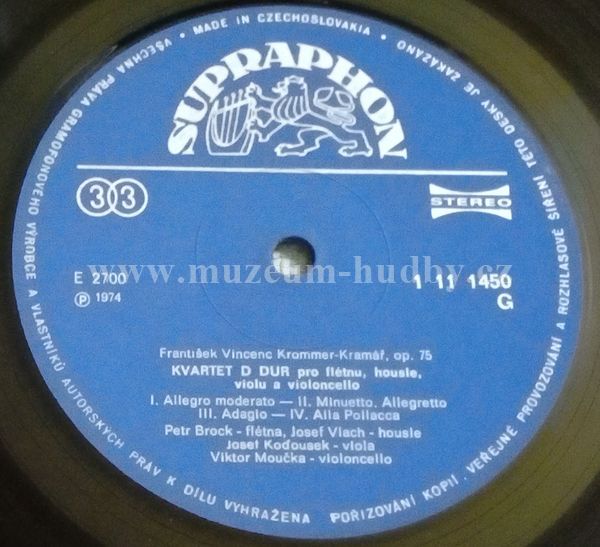 VŠECHNA PRÁVA GRAMOFONOVÉHO VÝROBCE A VLASTNÍKŮ AUTORSKÝCH PRÁV K DÍLU VYHRAŽENA POŘIZOVÁNÍ KOPIÍ, VEŘEJNÉ PROVOZOVÁNÍ A ROZHLASOVÉ ŠÍŘENÍ TÉTO DESKY JE ZAKÁZÁNO • MADE IN CZECHOSLOVAKIA •
SUPRAPHON
33
STEREO
www.muzeum-hudby.cz
E 2700
1 11 1450
℗ 1974
G
František Vincenc Krommer-Kramář, op. 75
KVARTET D DUR pro flétnu, housle,
violu a violoncello
I. Allegro moderato — II. Minuetto. Allegretto
III. Adagio — IV. Alla Pollacca
Petr Brock - flétna, Josef Vlach - housle
Josef Koďousek - viola
Viktor Moučka - violoncello